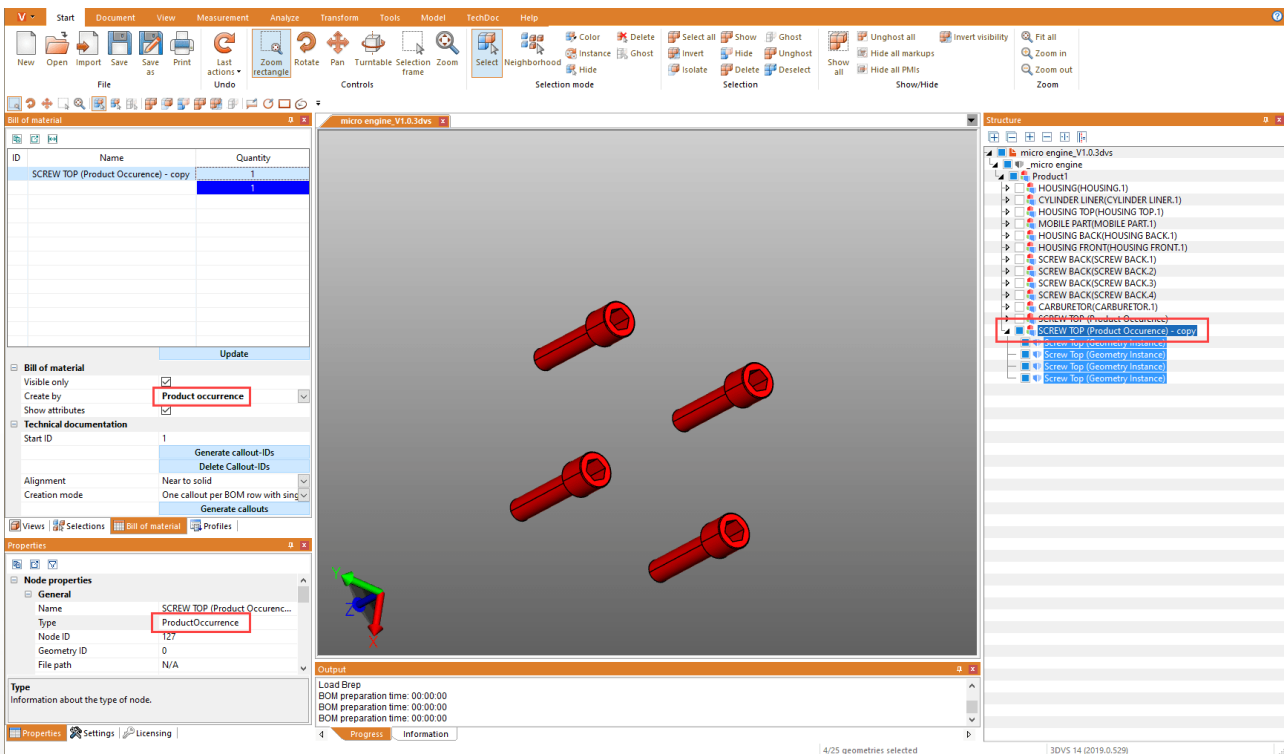 V
Start Document View Measurement Analyze Transform Tools Model TechDoc Help
New Open Import Save Save as Print
File
Last actions
Undo
Zoom rectangle Rotate Pan Turntable Selection frame Zoom
Controls
Select Neighborhood
Color Delete
Instance Ghost
Hide
Selection mode
Select all Show Ghost
Invert Hide Unghost
Isolate Delete Deselect
Selection
Show all
Unghost all Invert visibility
Hide all markups
Hide all PMIs
Show/Hide
Fit all
Zoom in
Zoom out
Zoom
Bill of material
ID Name Quantity
SCREW TOP (Product Occurence) - copy 1
1
Update
Bill of material
Visible only
Create by Product occurrence
Show attributes
Technical documentation
Start ID 1
Generate callout-IDs
Delete Callout-IDs
Alignment Near to solid
Creation mode One callout per BOM row with sing
Generate callouts
Views Selections Bill of material Profiles
Properties
Node properties
General
Name SCREW TOP (Product Occurenc...
Type ProductOccurrence
Node ID 127
Geometry ID 0
File path N/A
Type
Information about the type of node.
Properties Settings Licensing
micro engine_V1.0.3dvs
Y
Z
X
Output
Load Brep
BOM preparation time: 00:00:00
BOM preparation time: 00:00:00
BOM preparation time: 00:00:00
Progress Information
Structure
micro engine_V1.0.3dvs
_micro engine
Product1
HOUSING(HOUSING.1)
CYLINDER LINER(CYLINDER LINER.1)
HOUSING TOP(HOUSING TOP.1)
MOBILE PART(MOBILE PART.1)
HOUSING BACK(HOUSING BACK.1)
HOUSING FRONT(HOUSING FRONT.1)
SCREW BACK(SCREW BACK.1)
SCREW BACK(SCREW BACK.2)
SCREW BACK(SCREW BACK.3)
SCREW BACK(SCREW BACK.4)
CARBURETOR(CARBURETOR.1)
SCREW TOP (Product Occurence)
SCREW TOP (Product Occurence) - copy
Screw Top (Geometry Instance)
Screw Top (Geometry Instance)
Screw Top (Geometry Instance)
Screw Top (Geometry Instance)
4/25 geometries selected
3DVS 14 (2019.0.529)